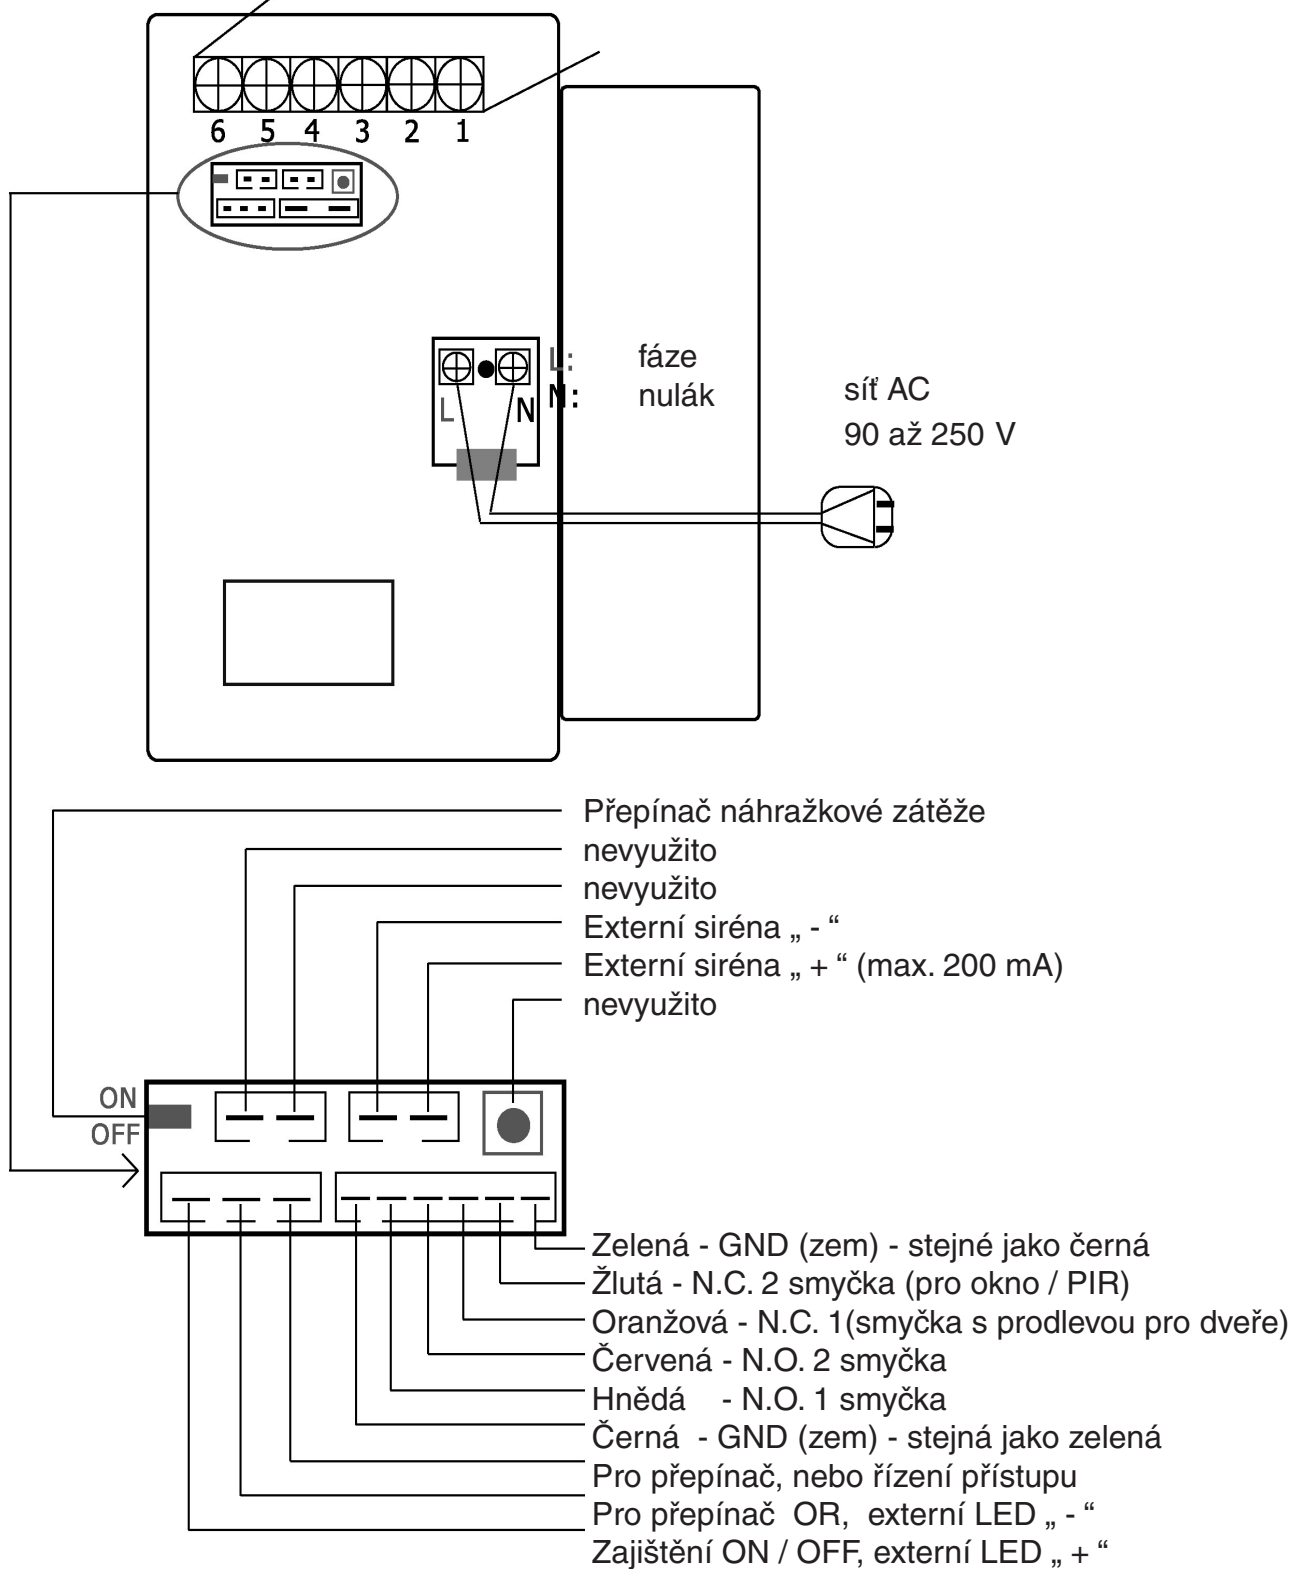 6 5 4 3 2 1
L: fáze
N: nulák
L N
síť AC
90 až 250 V
Přepínač náhražkové zátěže
nevyužito
nevyužito
Externí siréna „ - “
Externí siréna „ + “ (max. 200 mA)
nevyužito
ON
OFF
Zelená - GND (zem) - stejné jako černá
Žlutá - N.C. 2 smyčka (pro okno / PIR)
Oranžová - N.C. 1(smyčka s prodlevou pro dveře)
Červená - N.O. 2 smyčka
Hnědá - N.O. 1 smyčka
Černá - GND (zem) - stejná jako zelená
Pro přepínač, nebo řízení přístupu
Pro přepínač OR, externí LED „ - “
Zajištění ON / OFF, externí LED „ + “